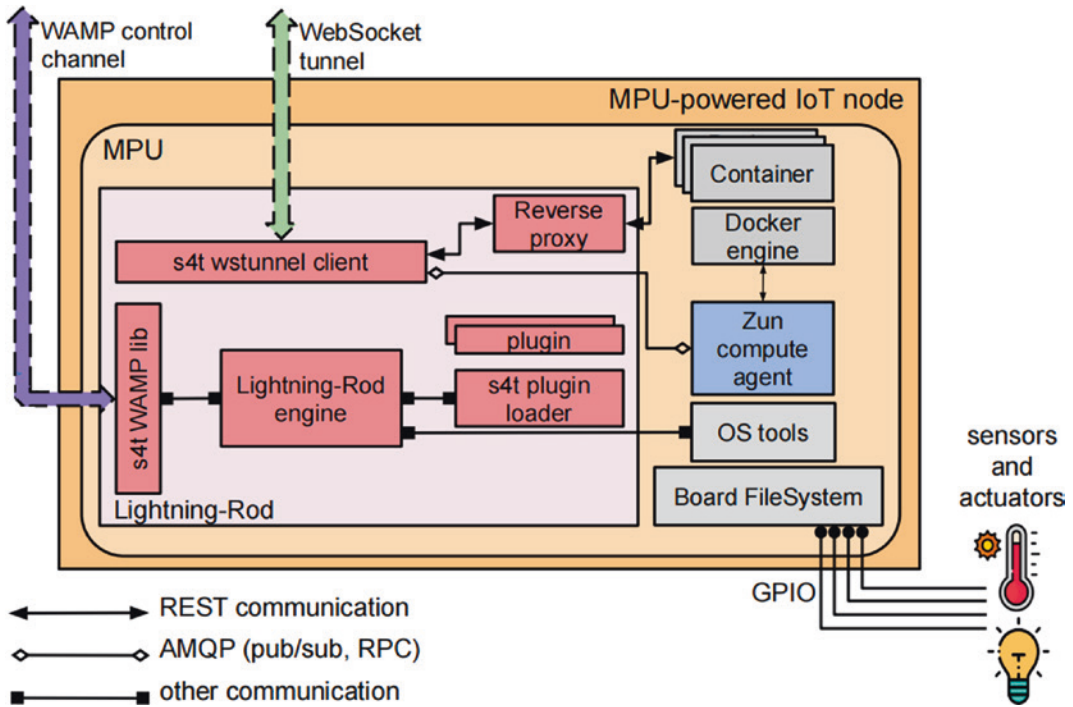 WAMP control
channel
WebSocket
tunnel
MPU-powered IoT node
MPU
Container
Reverse
proxy
Docker
engine
s4t wstunnel client
Zun
compute
agent
plugin
s4t WAMP lib
Lightning-Rod
engine
s4t plugin
loader
OS tools
sensors
and
actuators
Board FileSystem
Lightning-Rod
GPIO
REST communication
AMQP (pub/sub, RPC)
other communication